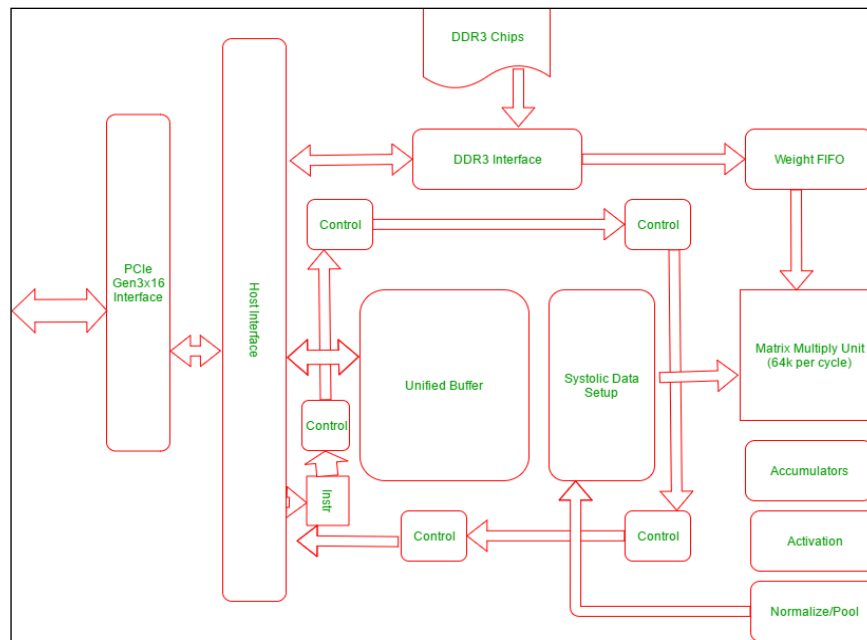 DDR3 Chips
DDR3 Interface
Weight FIFO
Control
Control
PCIe
Gen3x16
Interface
Host Interface
Unified Buffer
Systolic Data
Setup
Matrix Multiply Unit
(64k per cycle)
Control
Instr
Accumulators
Control
Control
Activation
Normalize/Pool